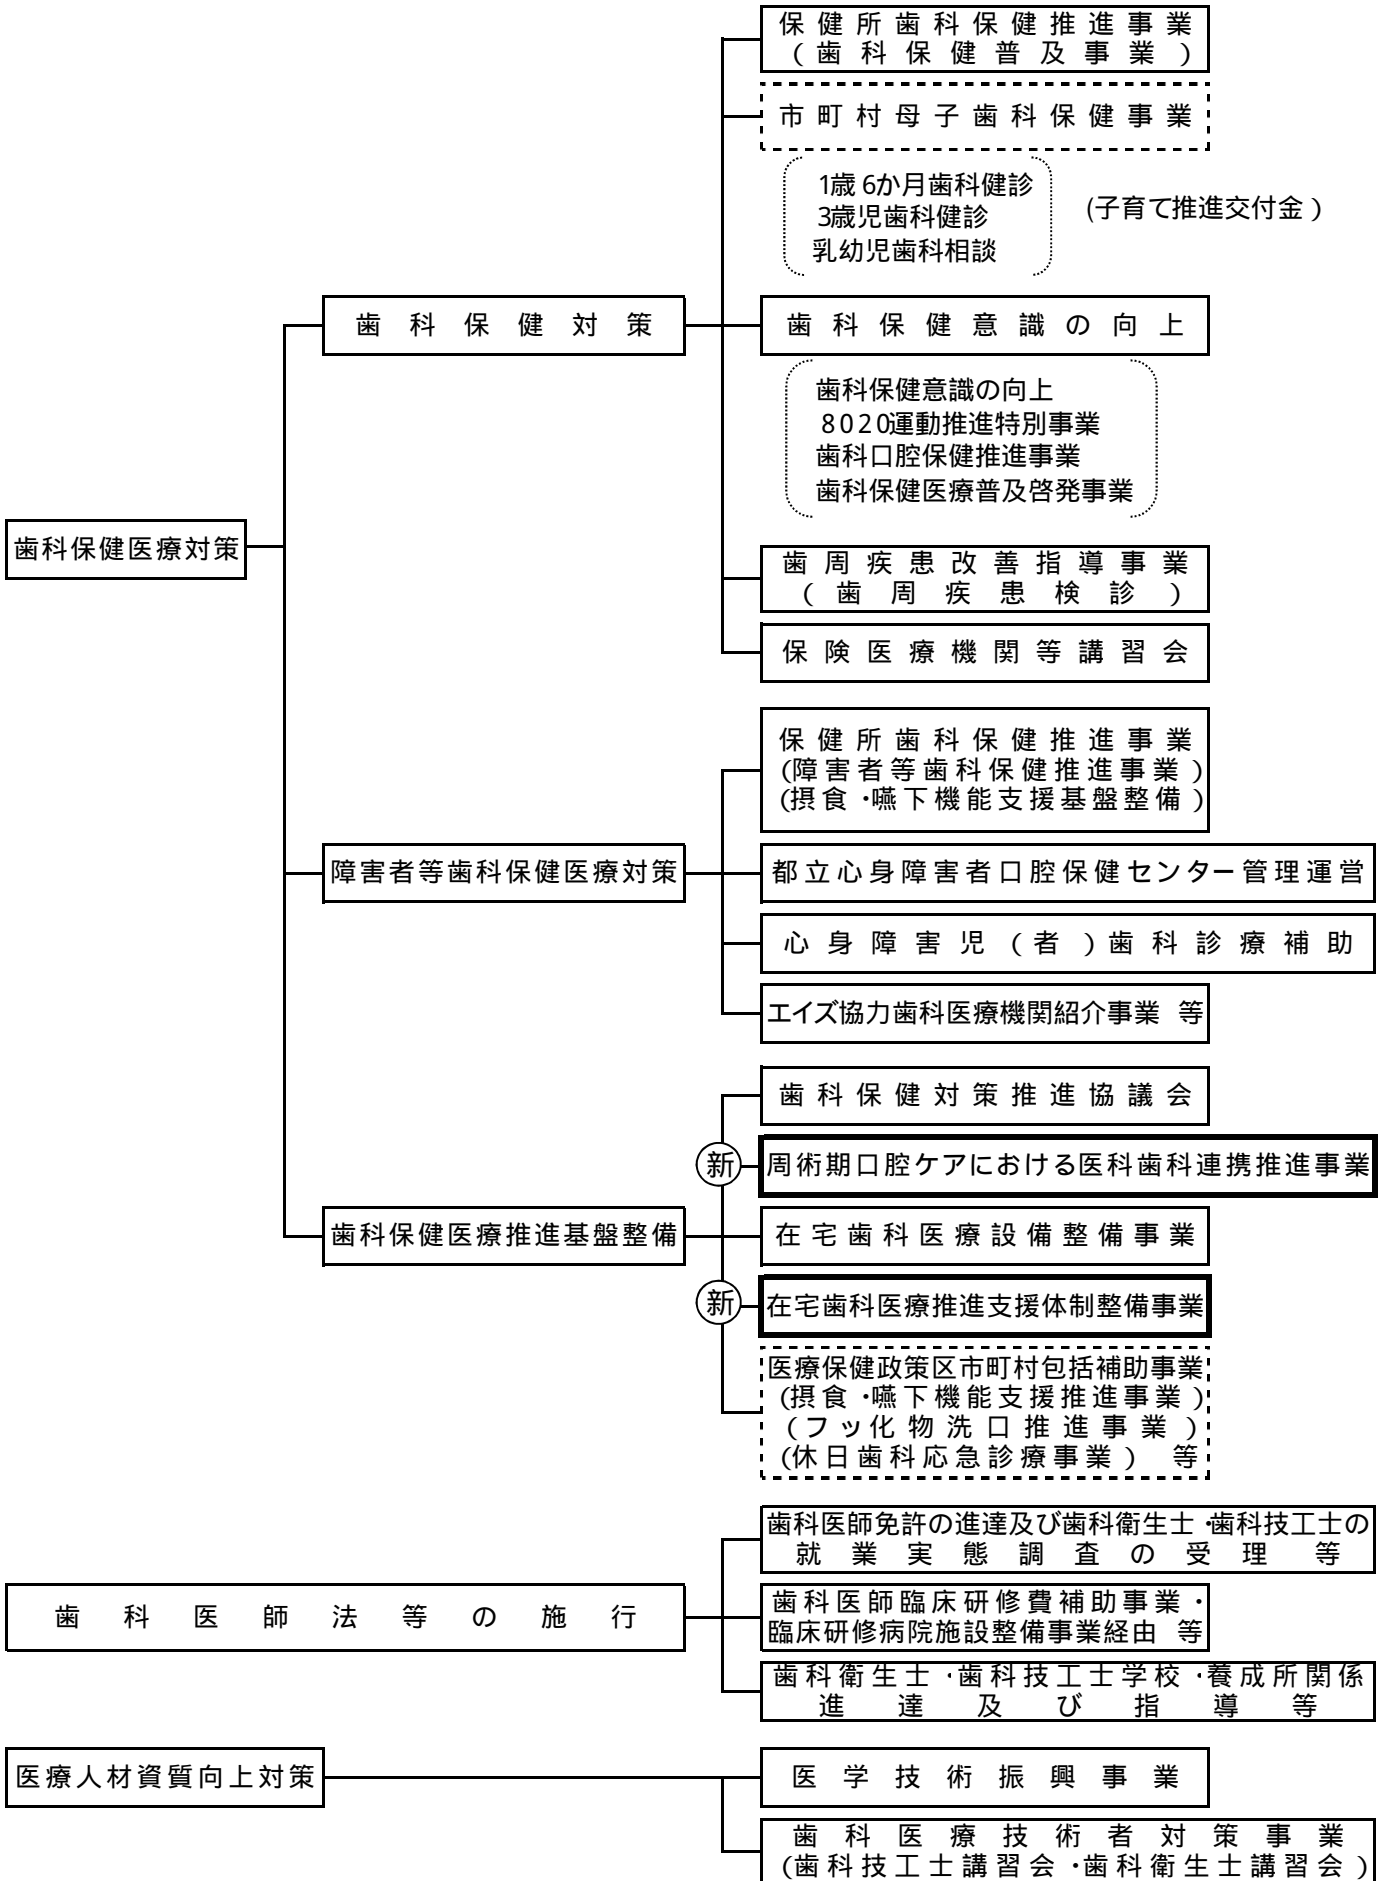 保健所歯科保健推進事業
(歯科保健普及事業)
市町村母子歯科保健事業
1歳6か月歯科健診
3歳児歯科健診
乳幼児歯科相談
(子育て推進交付金)
歯科保健対策
歯科保健意識の向上
歯科保健意識の向上
8020運動推進特別事業
歯科口腔保健推進事業
歯科保健医療普及啓発事業
歯科保健医療対策
歯周疾患改善指導事業
(歯周疾患検診)
保険医療機関等講習会
保健所歯科保健推進事業
(障害者等歯科保健推進事業)
(摂食・嚥下機能支援基盤整備)
障害者等歯科保健医療対策
都立心身障害者口腔保健センター管理運営
心身障害児(者)歯科診療補助
エイズ協力歯科医療機関紹介事業 等
歯科保健対策推進協議会
新
周術期口腔ケアにおける医科歯科連携推進事業
歯科保健医療推進基盤整備
在宅歯科医療設備整備事業
新
在宅歯科医療推進支援体制整備事業
医療保健政策区市町村包括補助事業
(摂食・嚥下機能支援推進事業)
(フッ化物洗口推進事業)
(休日歯科応急診療事業) 等
歯科医師免許の進達及び歯科衛生士・歯科技工士の
就業実態調査の受理等
歯科医師法等の施行
歯科医師臨床研修費補助事業・
臨床研修病院施設整備事業経由 等
歯科衛生士・歯科技工士学校・養成所関係
進達及び指導等
医療人材資質向上対策
医学技術振興事業
歯科医療技術者対策事業
(歯科技工士講習会・歯科衛生士講習会)